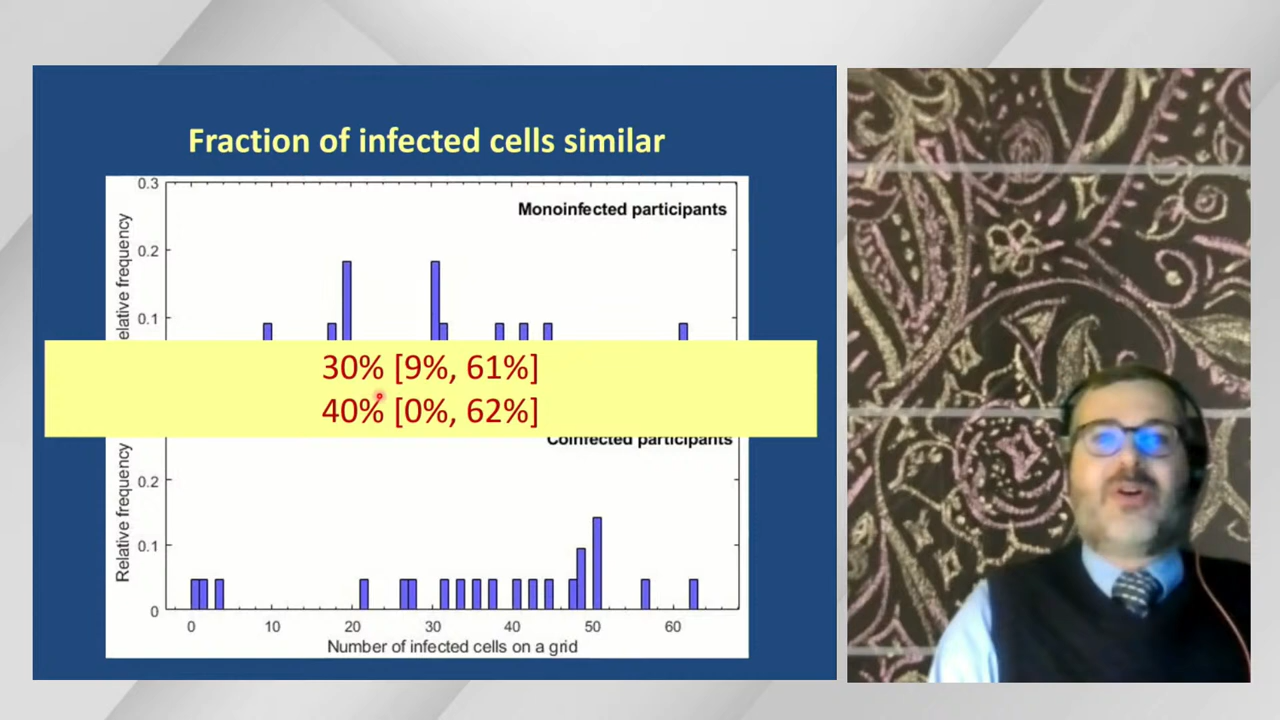 Fraction of infected cells similar
0.3
Monoinfected participants
0.2
0.1
elative frequency
30% [9%, 61%]
40% [0%, 62%]
Coinfected participants
0.2
0.1
0
Relative frequency
0 10 20 30 40 50 60
Number of infected cells on a grid